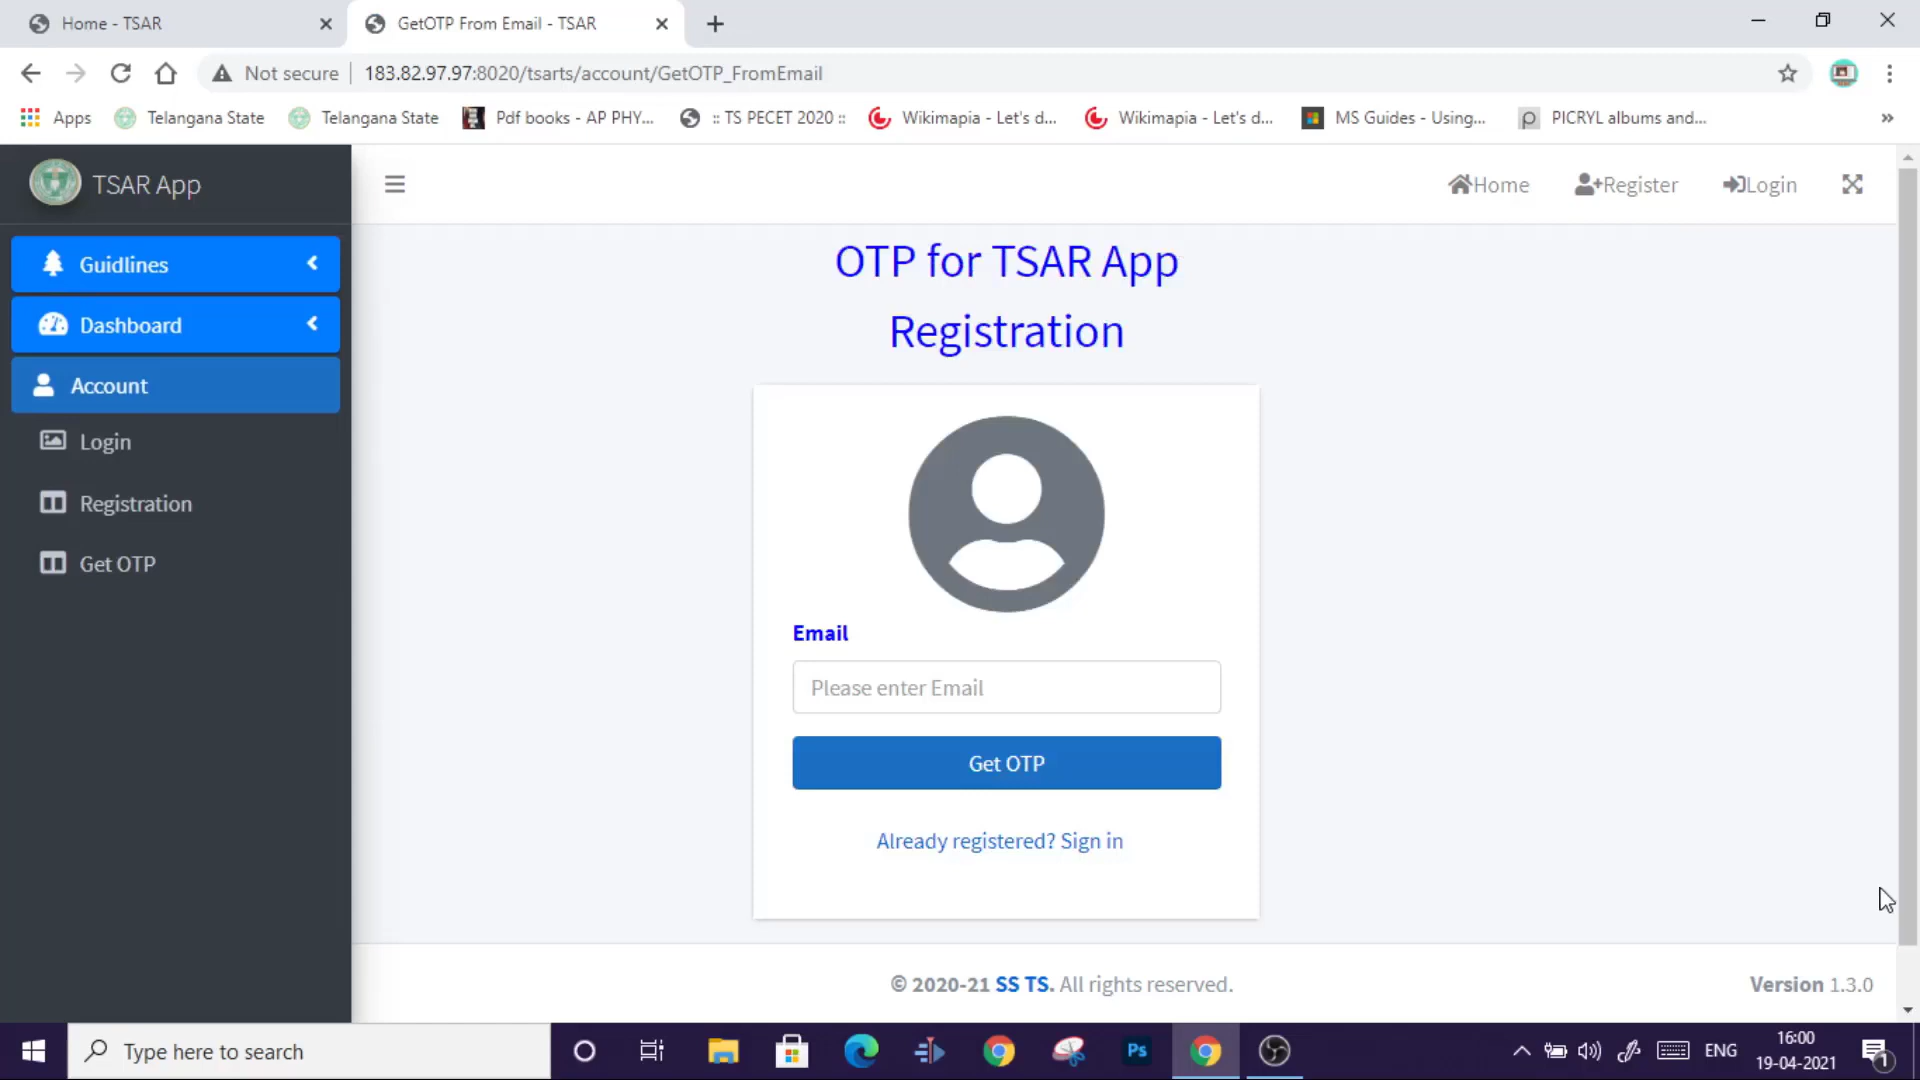 Home - TSAR
GetOTP From Email - TSAR
Not secure
183.82.97.97:8020/tsarts/account/GetOTP_FromEmail
Apps
Telangana State
Telangana State
Pdf books - AP PHY...
:: TS PECET 2020 ::
Wikimapia - Let's d...
Wikimapia - Let's d...
MS Guides - Using...
PICRYL albums and...
TSAR App
Home
Register
Login
Guidlines
Dashboard
Account
Login
Registration
Get OTP
OTP for TSAR App
Registration
Email
Please enter Email
Get OTP
Already registered? Sign in
© 2020-21 SS TS. All rights reserved.
Version 1.3.0
Type here to search
Ps
ENG
16:00
19-04-2021
1